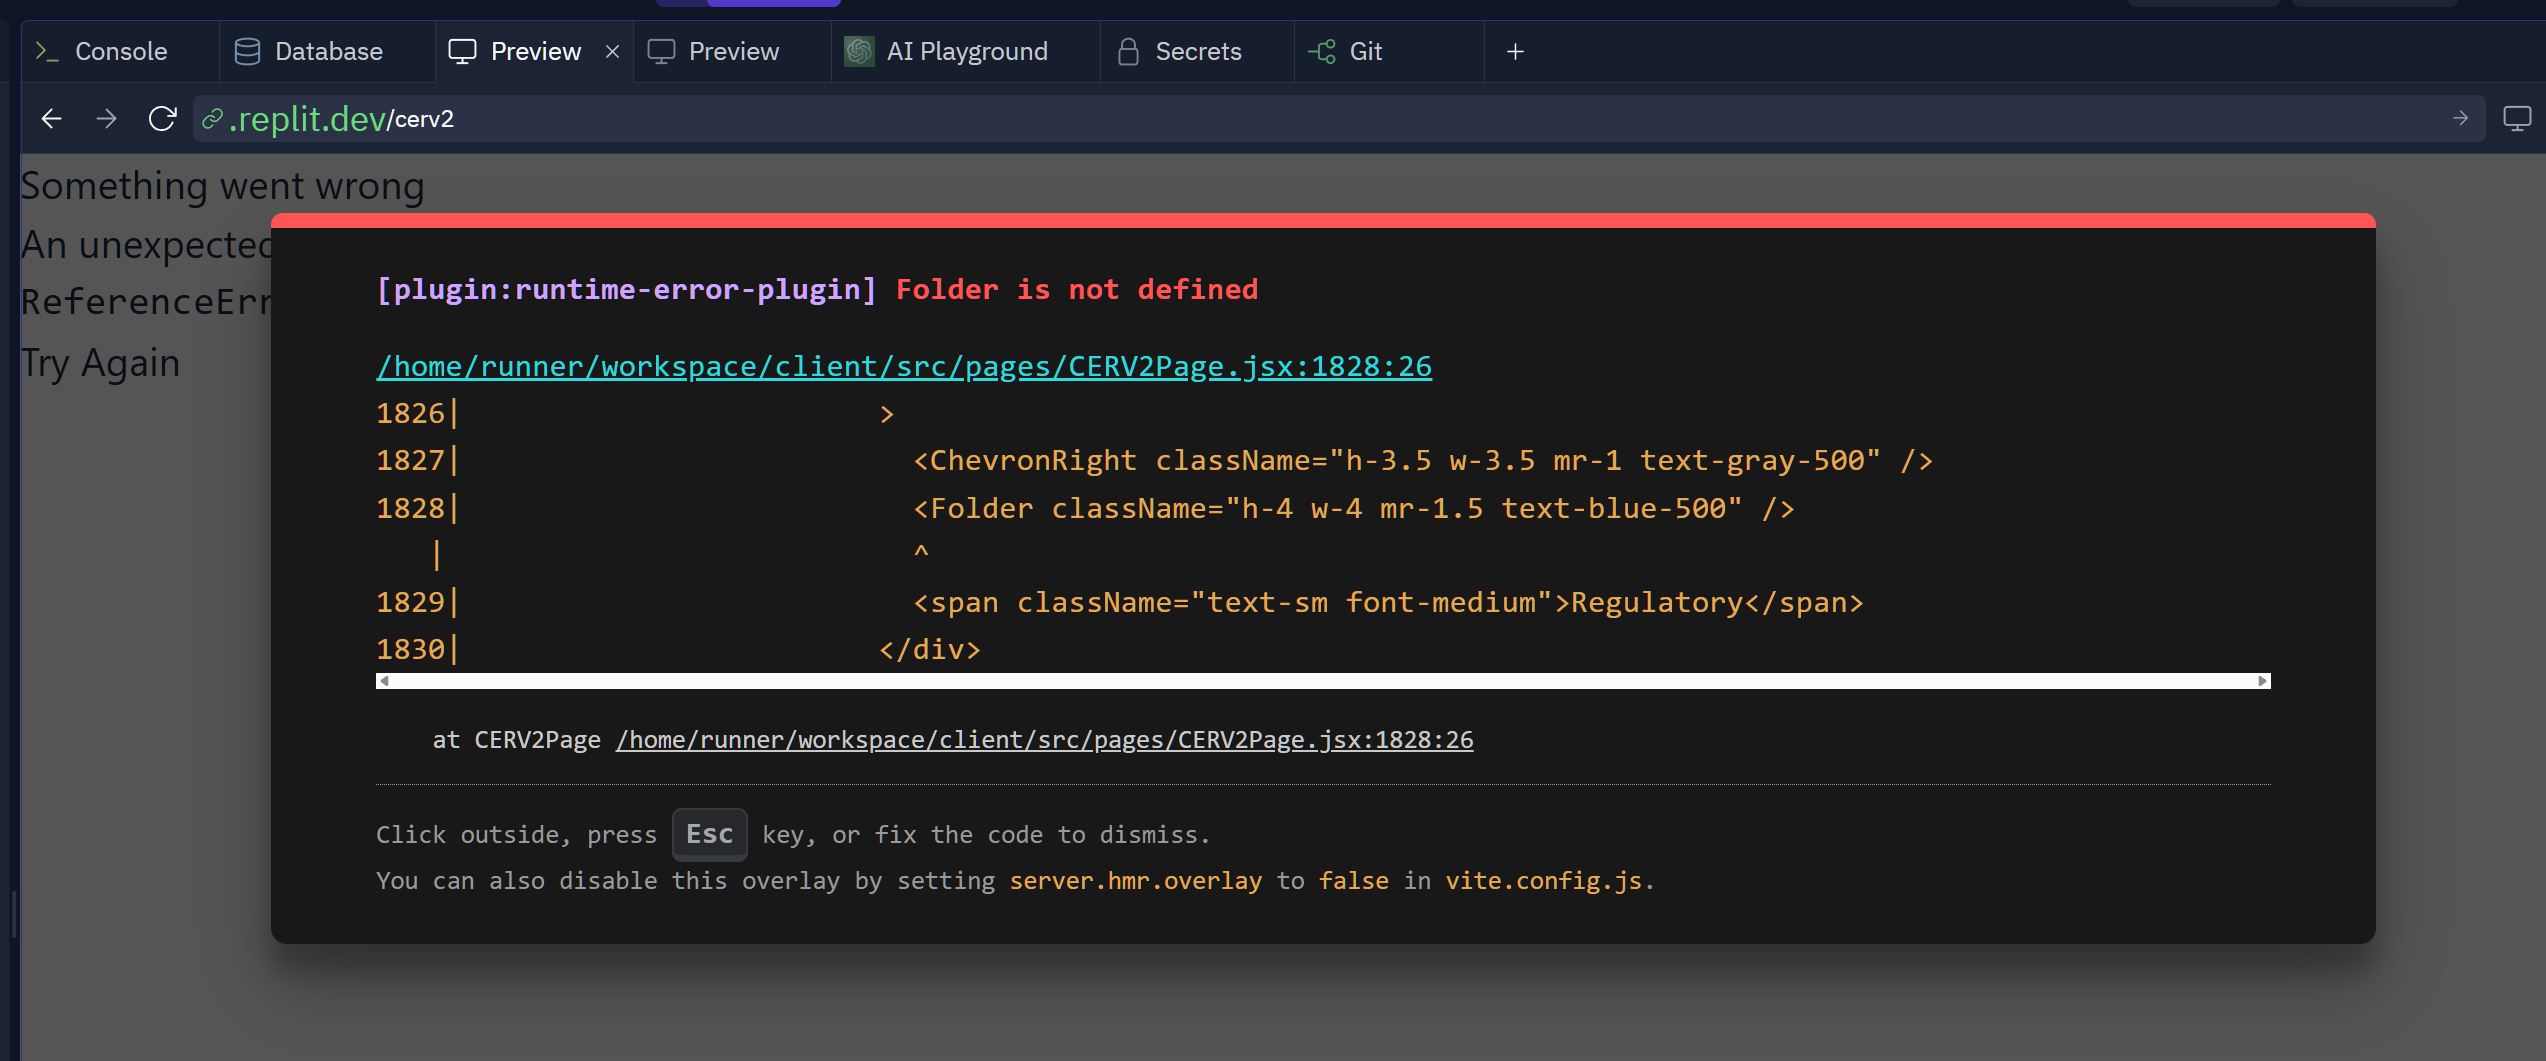 Console Database Preview Preview AI Playground Secrets Git
.replit.dev/cerv2
Something went wrong
An unexpected
ReferenceErr
Try Again
[plugin:runtime-error-plugin] Folder is not defined
/home/runner/workspace/client/src/pages/CERV2Page.jsx:1828:26
1826| >
1827| <ChevronRight className="h-3.5 w-3.5 mr-1 text-gray-500" />
1828| <Folder className="h-4 w-4 mr-1.5 text-blue-500" />
| ^
1829| <span className="text-sm font-medium">Regulatory</span>
1830| </div>
at CERV2Page /home/runner/workspace/client/src/pages/CERV2Page.jsx:1828:26
Click outside, press Esc key, or fix the code to dismiss.
You can also disable this overlay by setting server.hmr.overlay to false in vite.config.js.